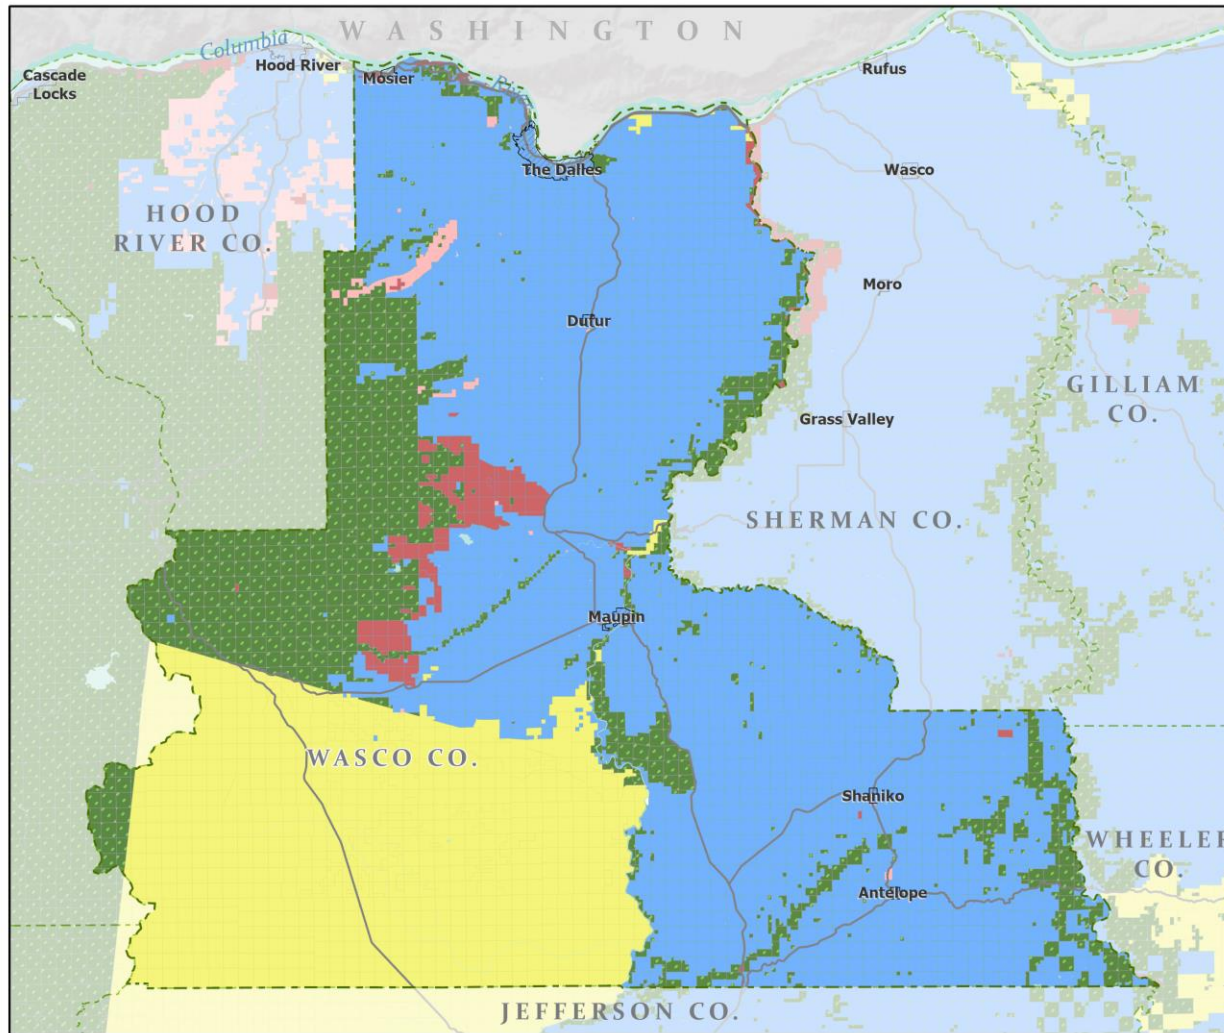 WASHINGTON
Columbia
Hood River
Cascade
Locks
Mosier
Rufus
The Dalles
Wasco
HOOD
RIVER CO.
Moro
Dufur
GILLIAM
CO.
Grass Valley
SHERMAN CO.
Maupin
WASCO CO.
Shaniko
WHEELER
CO.
Antelope
JEFFERSON CO.